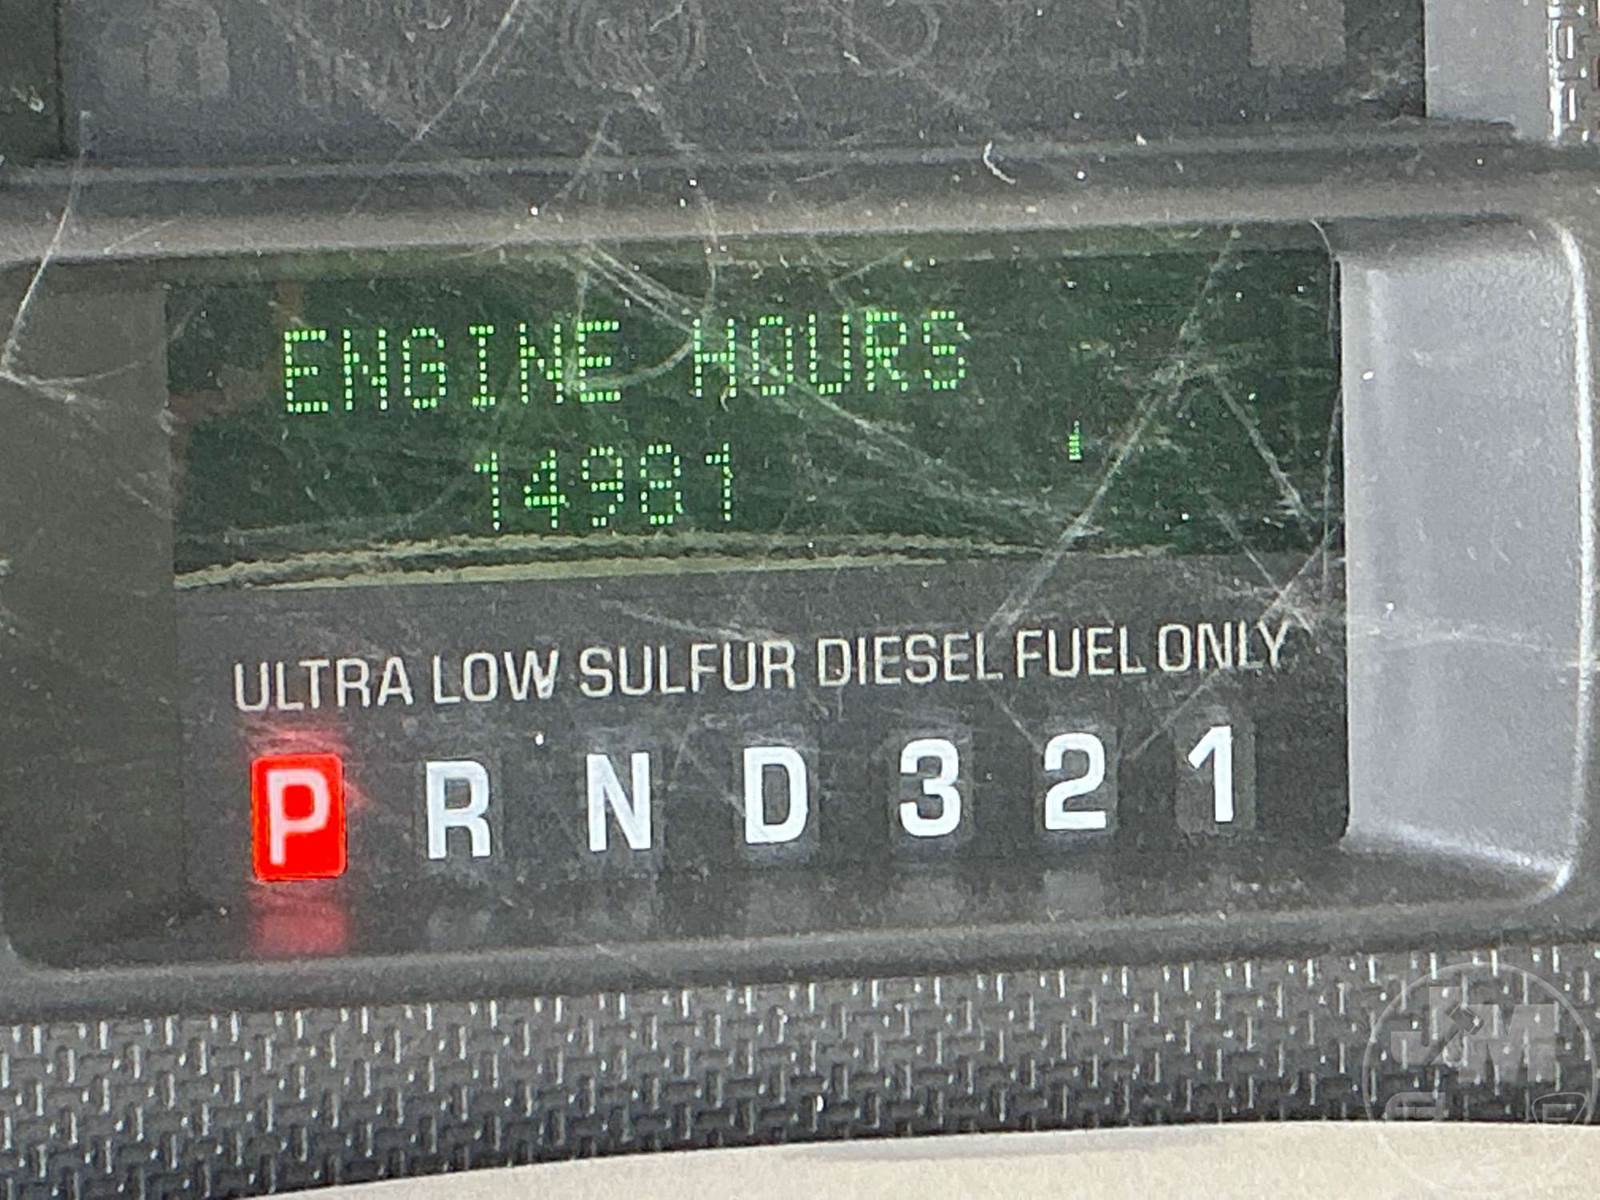 ENGINE HOURS
14981
ULTRA LOW SULFUR DIESEL FUEL ONLY
P R N D 3 2 1
J&M